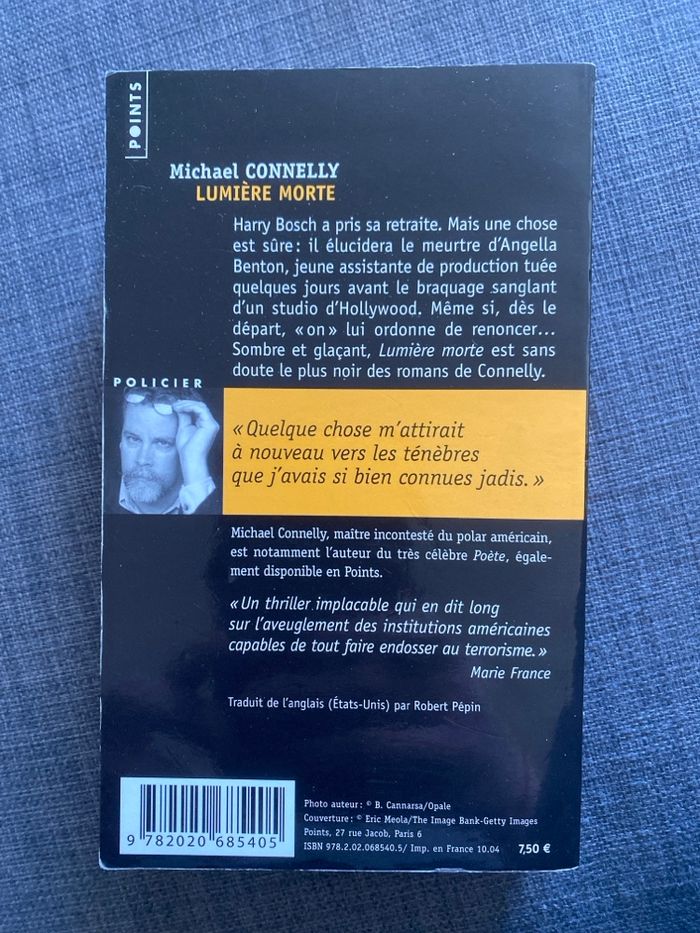 POINTS
Michael CONNELLY
LUMIÈRE MORTE
Harry Bosch a pris sa retraite. Mais une chose
est sûre : il élucidera le meurtre d'Angella
Benton, jeune assistante de production tuée
quelques jours avant le braquage sanglant
d'un studio d'Hollywood. Même si, dès le
départ, « on » lui ordonne de renoncer...
Sombre et glaçant, Lumière morte est sans
doute le plus noir des romans de Connelly.
POLICIER
« Quelque chose m'attirait
à nouveau vers les ténèbres
que j'avais si bien connues jadis. »
Michael Connelly, maître incontesté du polar américain,
est notamment l'auteur du très célèbre Poète, égale-
ment disponible en Points.
« Un thriller implacable qui en dit long
sur l'aveuglement des institutions américaines
capables de tout faire endosser au terrorisme. »
Marie France
Traduit de l'anglais (États-Unis) par Robert Pépin
Photo auteur : © B. Cannarsa/Opale
Couverture : © Eric Meola/The Image Bank-Getty Images
Points, 27 rue Jacob, Paris 6
ISBN 978.2.02.068540.5/ Imp. en France 10.04 7,50 €
9 782020 685405